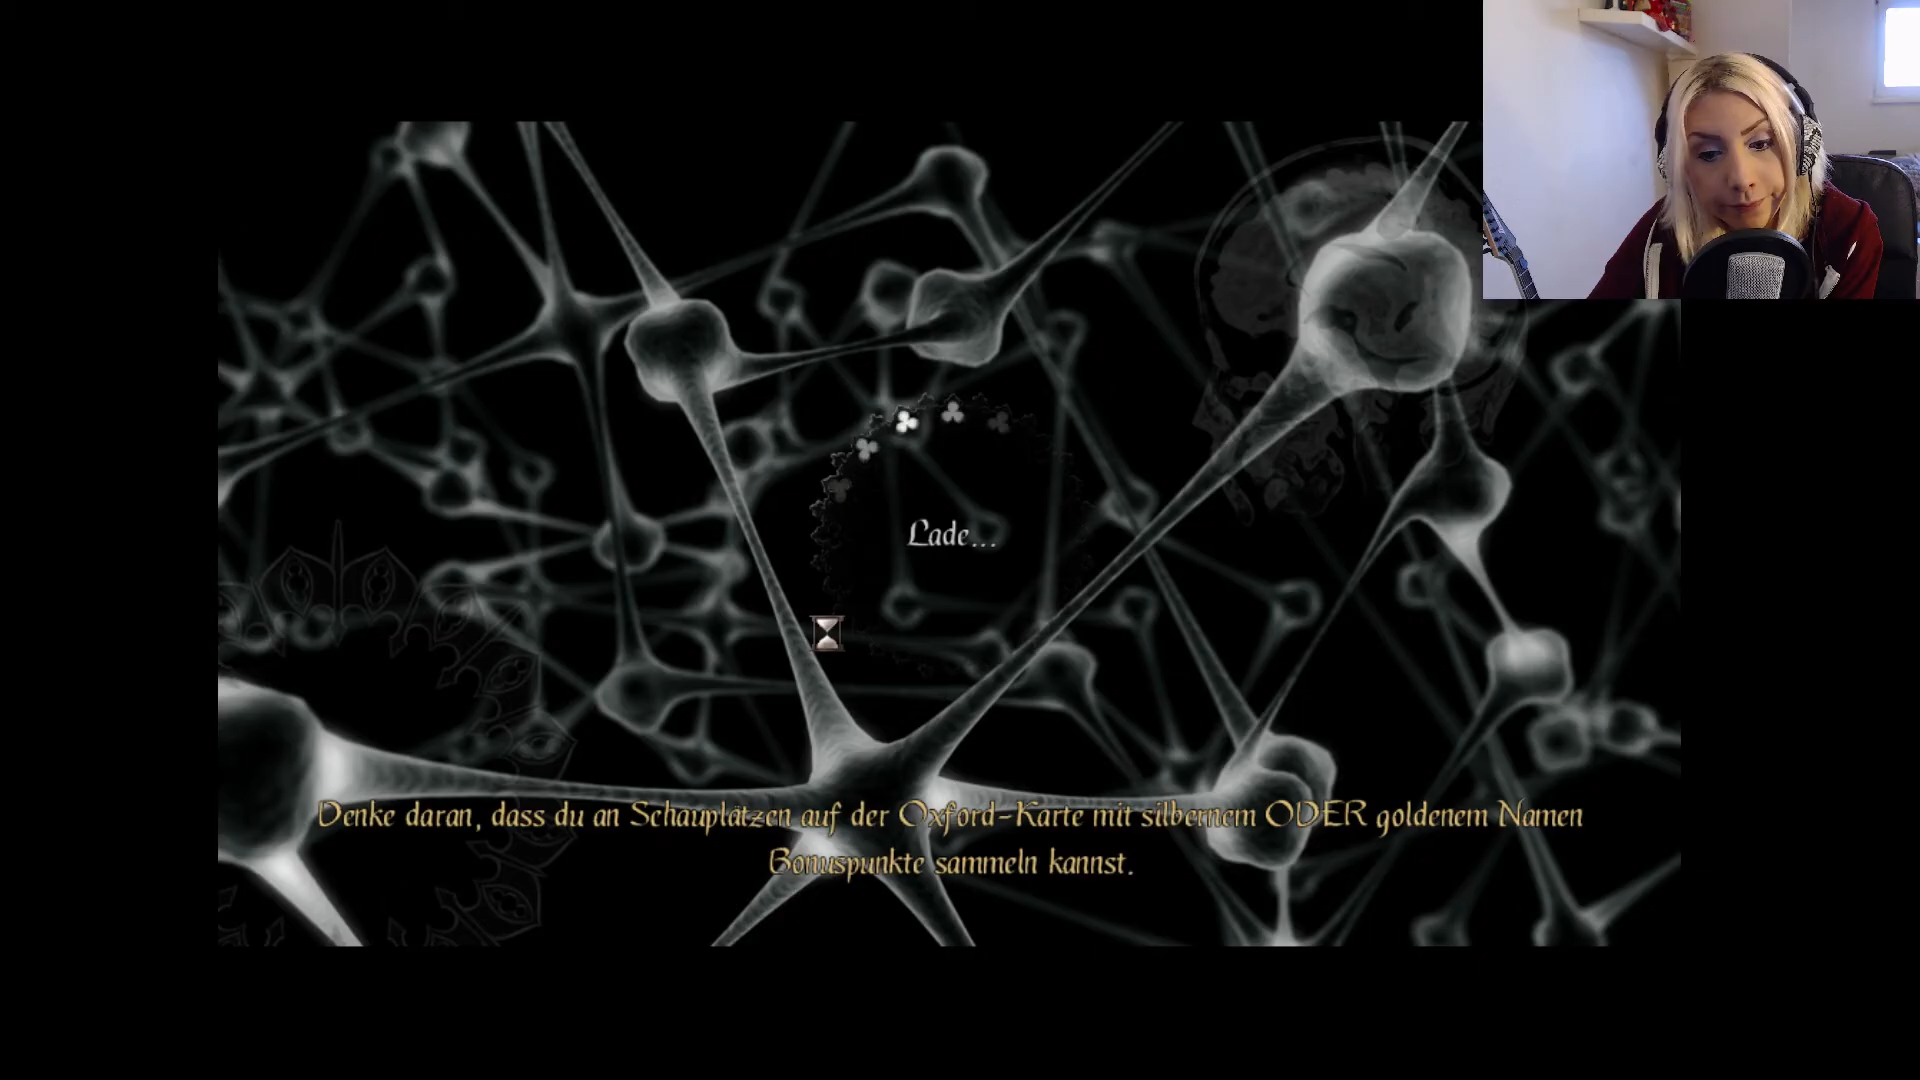 Lade...
Denke daran, dass du an Schauplätzen auf der Oxford-Karte mit silbernem ODER goldenem Namen
Bonuspunkte sammeln kannst.